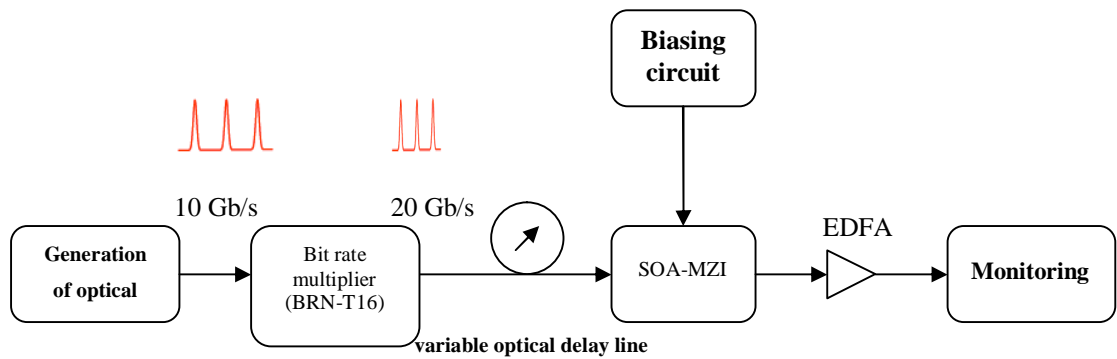 Biasing
circuit
10 Gb/s
20 Gb/s
EDFA
Generation
of optical
Bit rate
multiplier
(BRN-T16)
SOA-MZI
Monitoring
variable optical delay line